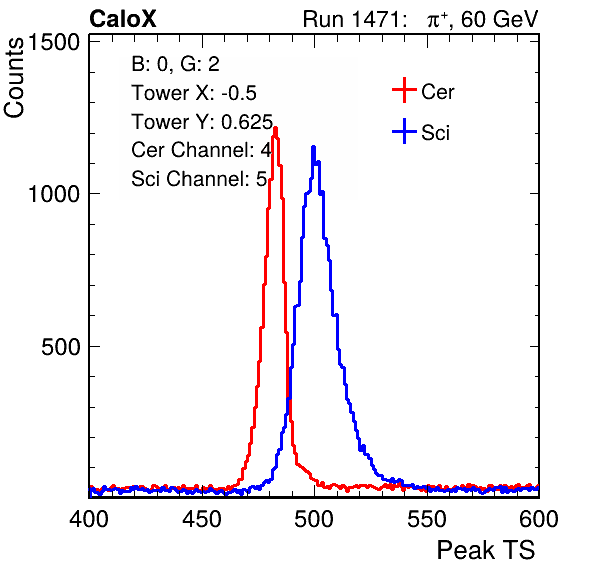 CaloX Run 1471: π⁺, 60 GeV
Counts
1500
1000
500
B: 0, G: 2
Tower X: -0.5
Tower Y: 0.625
Cer Channel: 4
Sci Channel: 5
Cer
Sci
400 450 500 550 600
Peak TS